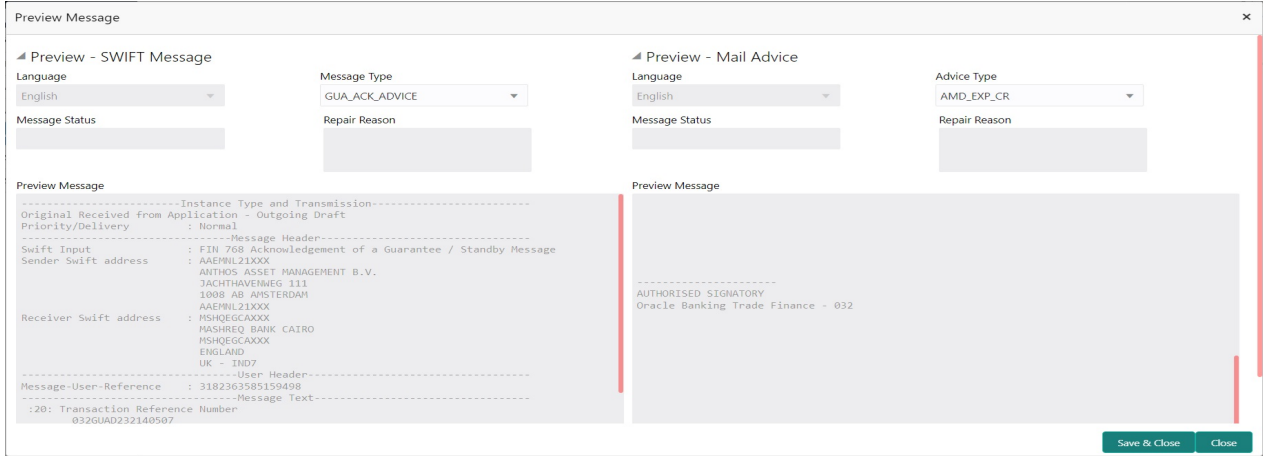 Preview Message ×
Preview - SWIFT Message
Language Message Type
English GUA_ACK_ADVICE
Message Status Repair Reason
Preview Message
-------------------------Instance Type and Transmission-------------------------
Original Received from Application - Outgoing Draft
Priority/Delivery : Normal
---------------------------------Message Header---------------------------------
Swift Input : FIN 768 Acknowledgement of a Guarantee / Standby Message
Sender Swift address : AAEMNL21XXX
ANTHOS ASSET MANAGEMENT B.V.
JACHTHAVENWEG 111
1008 AB AMSTERDAM
AAEMNL21XXX
Receiver Swift address : MSHQEGCAXXX
MASHREQ BANK CAIRO
MSHQEGCAXXX
ENGLAND
UK - IND7
----------------------------------User Header-----------------------------------
Message-User-Reference : 3182363585159498
----------------------------------Message Text----------------------------------
:20: Transaction Reference Number
032GUAD232140507
Preview - Mail Advice
Language Advice Type
English AMD_EXP_CR
Message Status Repair Reason
Preview Message
----------------------
AUTHORISED SIGNATORY
Oracle Banking Trade Finance - 032
Save & Close Close